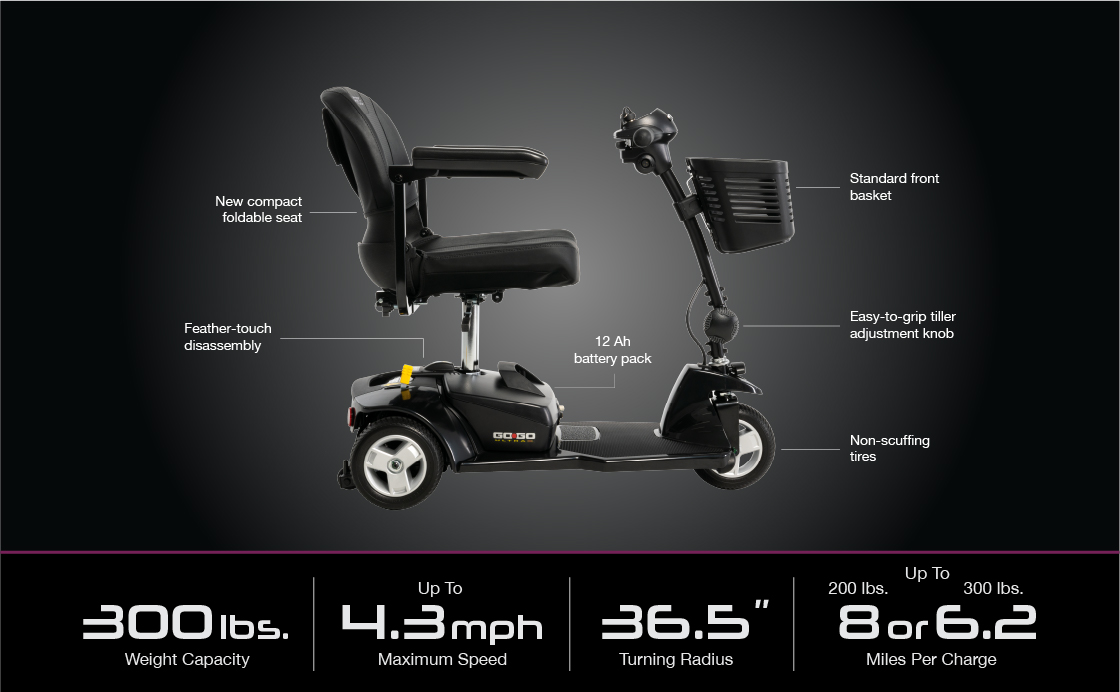 New compact
foldable seat
Standard front
basket
Feather-touch
disassembly
12 Ah
battery pack
Easy-to-grip tiller
adjustment knob
GO-GO
ULTRA X
Non-scuffing
tires
300 lbs.
Weight Capacity
Up To
4.3 mph
Maximum Speed
36.5"
Turning Radius
Up To
200 lbs. 300 lbs.
8 or 6.2
Miles Per Charge